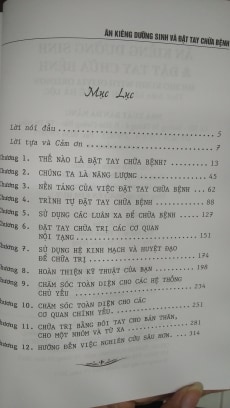 ĂN KIÊNG DƯỠNG SINH VÀ ĐẶT TAY CHỮA BỆNH
Mục Lục
Lời nói đầu 5
Lời tựa và Cảm ơn 7
Chương 1. THẾ NÀO LÀ ĐẶT TAY CHỮA BỆNH? 13
Chương 2. CHÚNG TA LÀ NĂNG LƯỢNG 45
Chương 3. NỀN TẢNG CỦA VIỆC ĐẶT TAY CHỮA BỆNH ... 62
Chương 4. TRÌNH TỰ ĐẶT TAY CHỮA BỆNH 88
Chương 5. SỬ DỤNG CÁC LUÂN XA ĐỂ CHỮA BỆNH 127
Chương 6. ĐẶT TAY CHỮA TRỊ CÁC CƠ QUAN
NỘI TẠNG 151
Chương 7. SỬ DỤNG HỆ KINH MẠCH VÀ HUYỆT ĐẠO
ĐỂ CHỮA TRỊ 174
Chương 8. HOÀN THIỆN KỸ THUẬT CỦA BẠN 198
Chương 9. CHĂM SÓC TOÀN DIỆN CHO CÁC HỆ THỐNG
CHỦ YẾU 234
Chương 10. CHĂM SÓC TOÀN DIỆN CHO CÁC
CƠ QUAN CHÍNH YẾU 251
Chương 11. CHỮA TRỊ BẰNG ĐÔI TAY CHO BẢN THÂN,
CHO MỘT NHÓM VÀ TỪ XA 281
Chương 12. HƯỚNG ĐẾN VIỆC NGHIÊN CỨU SÂU HƠN 314